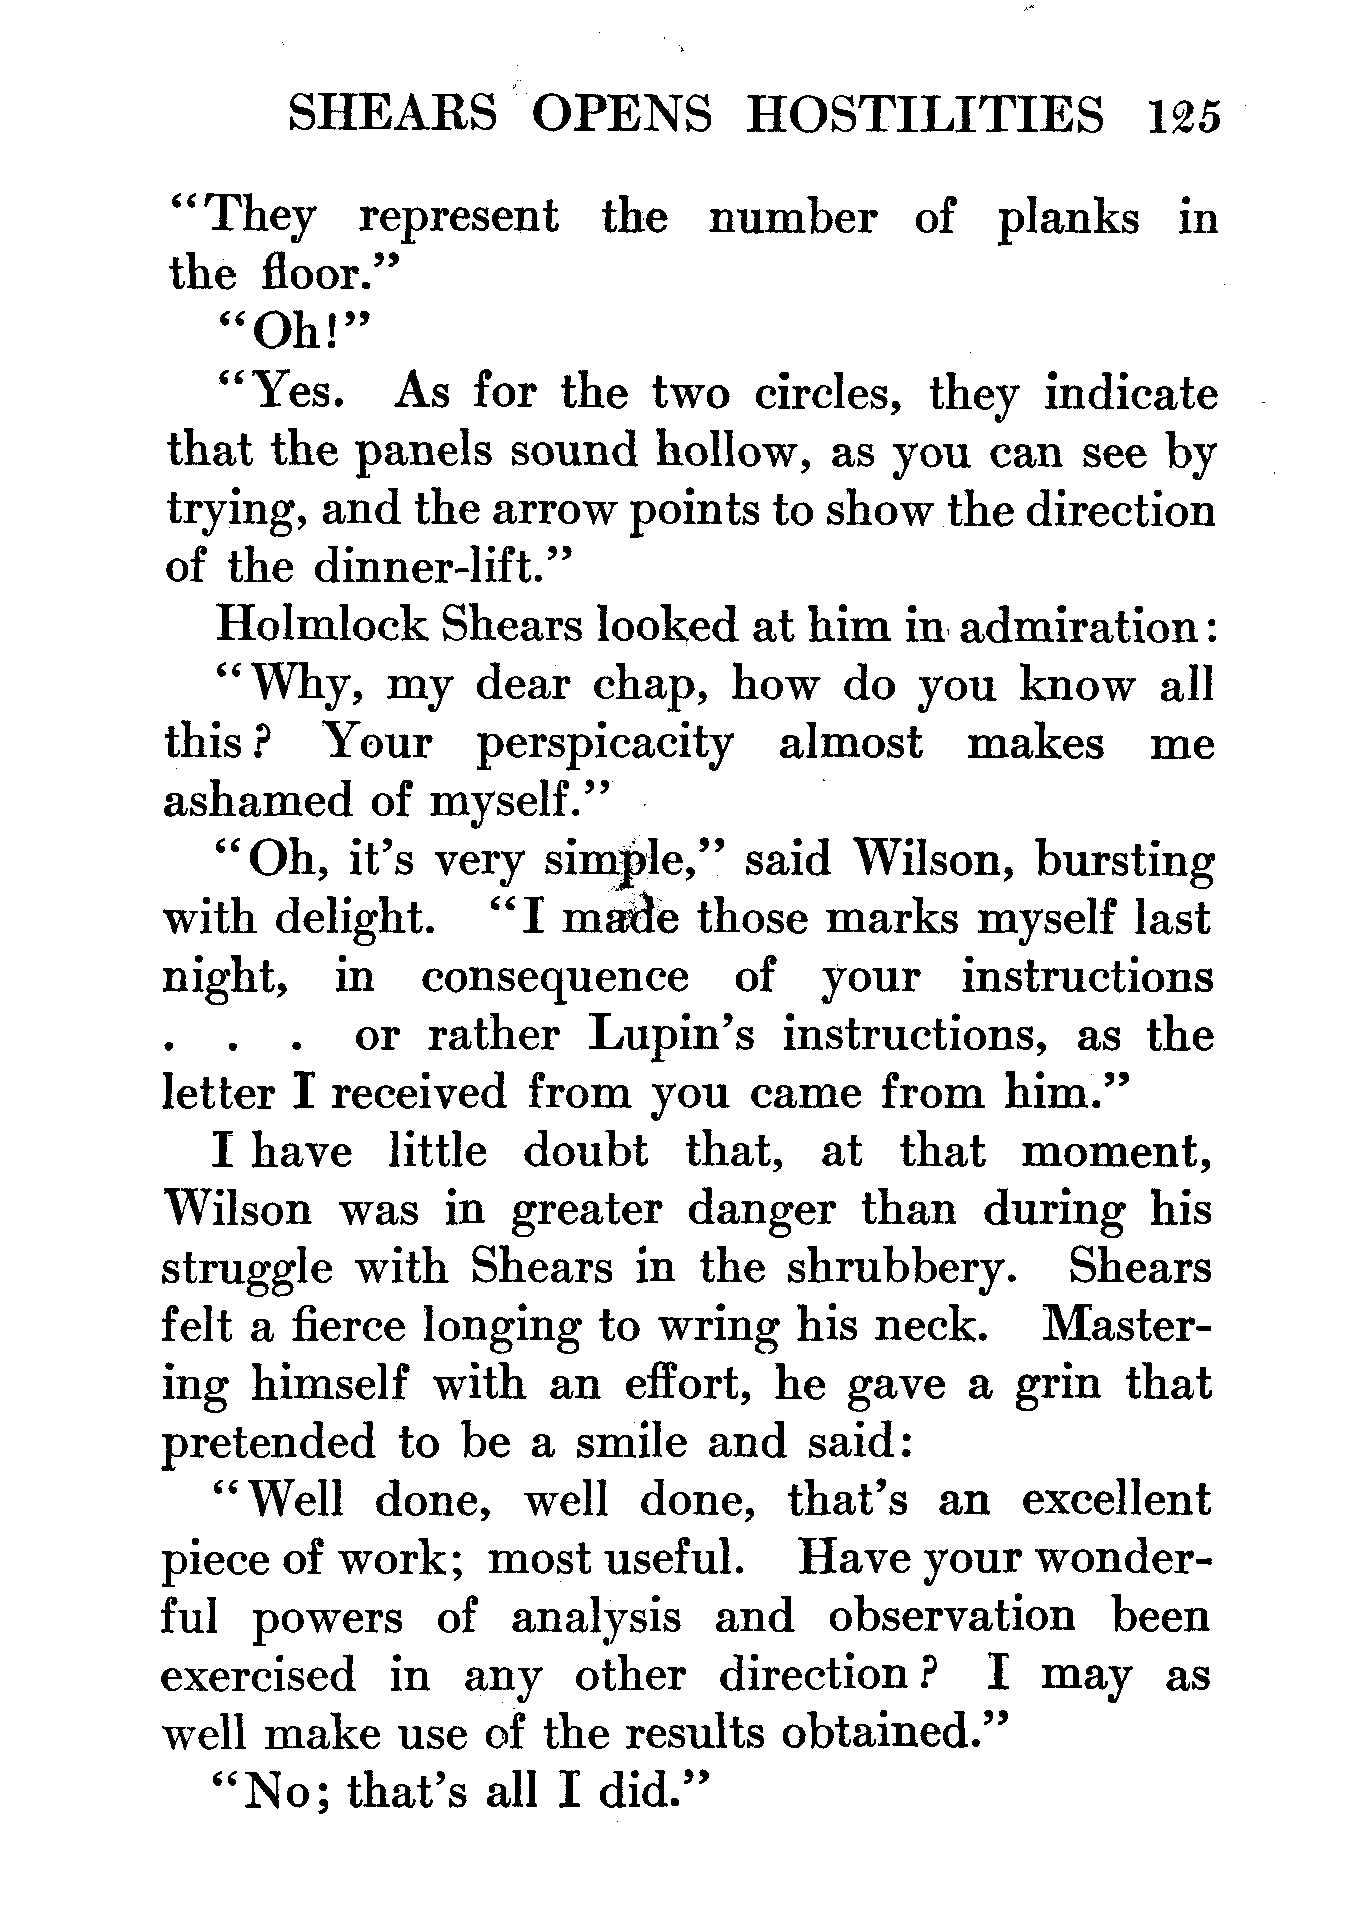 SHEARS OPENS HOSTILITIES 125
“They represent the number of planks in
the floor.”
“Oh!”
“Yes. As for the two circles, they indicate
that the panels sound hollow, as you can see by
trying, and the arrow points to show the direction
of the dinner-lift.”
Holmlock Shears looked at him in admiration:
“Why, my dear chap, how do you know all
this? Your perspicacity almost makes me
ashamed of myself.”
“Oh, it’s very simple,” said Wilson, bursting
with delight. “I made those marks myself last
night, in consequence of your instructions
. . . or rather Lupin’s instructions, as the
letter I received from you came from him.”
I have little doubt that, at that moment,
Wilson was in greater danger than during his
struggle with Shears in the shrubbery. Shears
felt a fierce longing to wring his neck. Master-
ing himself with an effort, he gave a grin that
pretended to be a smile and said:
“Well done, well done, that’s an excellent
piece of work; most useful. Have your wonder-
ful powers of analysis and observation been
exercised in any other direction? I may as
well make use of the results obtained.”
“No; that’s all I did.”